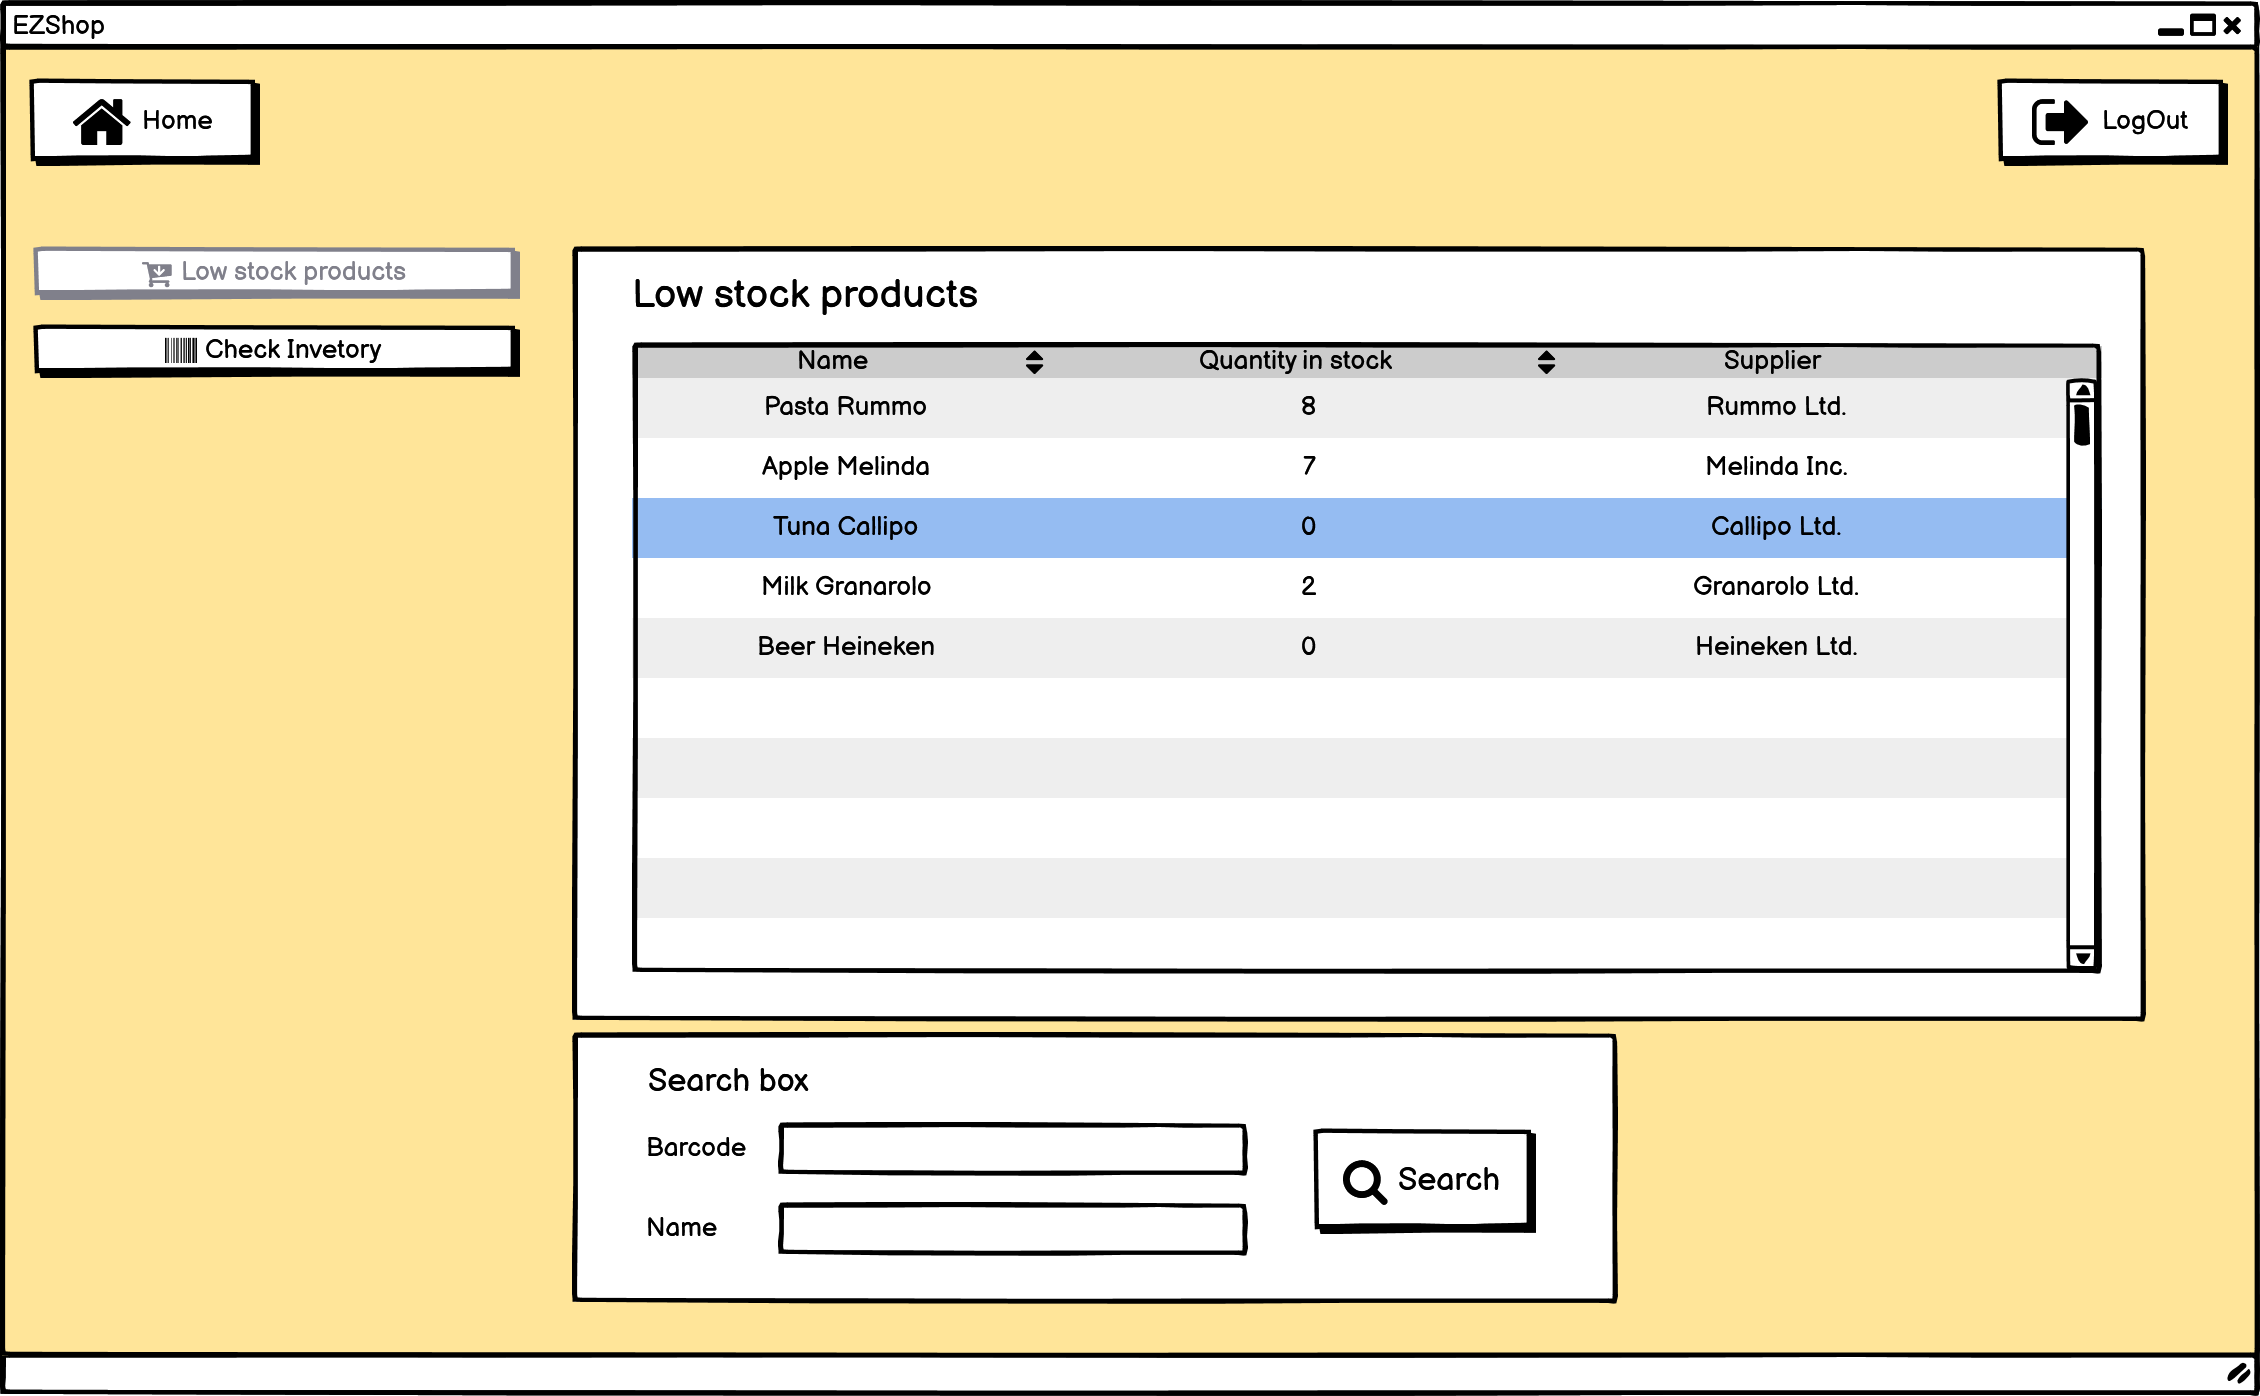 EZShop
Home
LogOut
Low stock products
Check Invetory
Low stock products
Name Quantity in stock Supplier
Pasta Rummo 8 Rummo Ltd.
Apple Melinda 7 Melinda Inc.
Tuna Callipo 0 Callipo Ltd.
Milk Granarolo 2 Granarolo Ltd.
Beer Heineken 0 Heineken Ltd.
Search box
Barcode
Search
Name